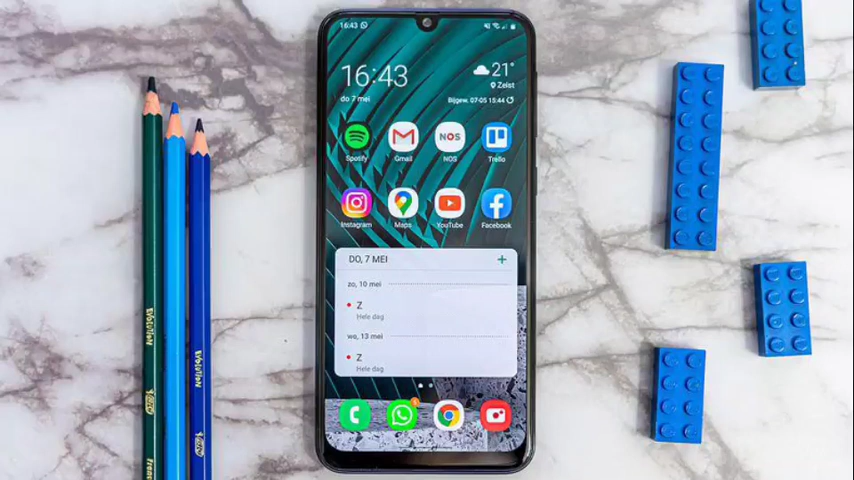 16:43
16:43
21°
Zeist
do 7 mei
Bijgew. 07-05 15:44
Spotify
Gmail
NOS
NOS
Trello
Instagram
Maps
YouTube
Facebook
DO, 7 MEI
+
zo, 10 mei
Z
Hele dag
wo, 13 mei
Z
Hele dag
Evolution
BIC
Evolution
BIC